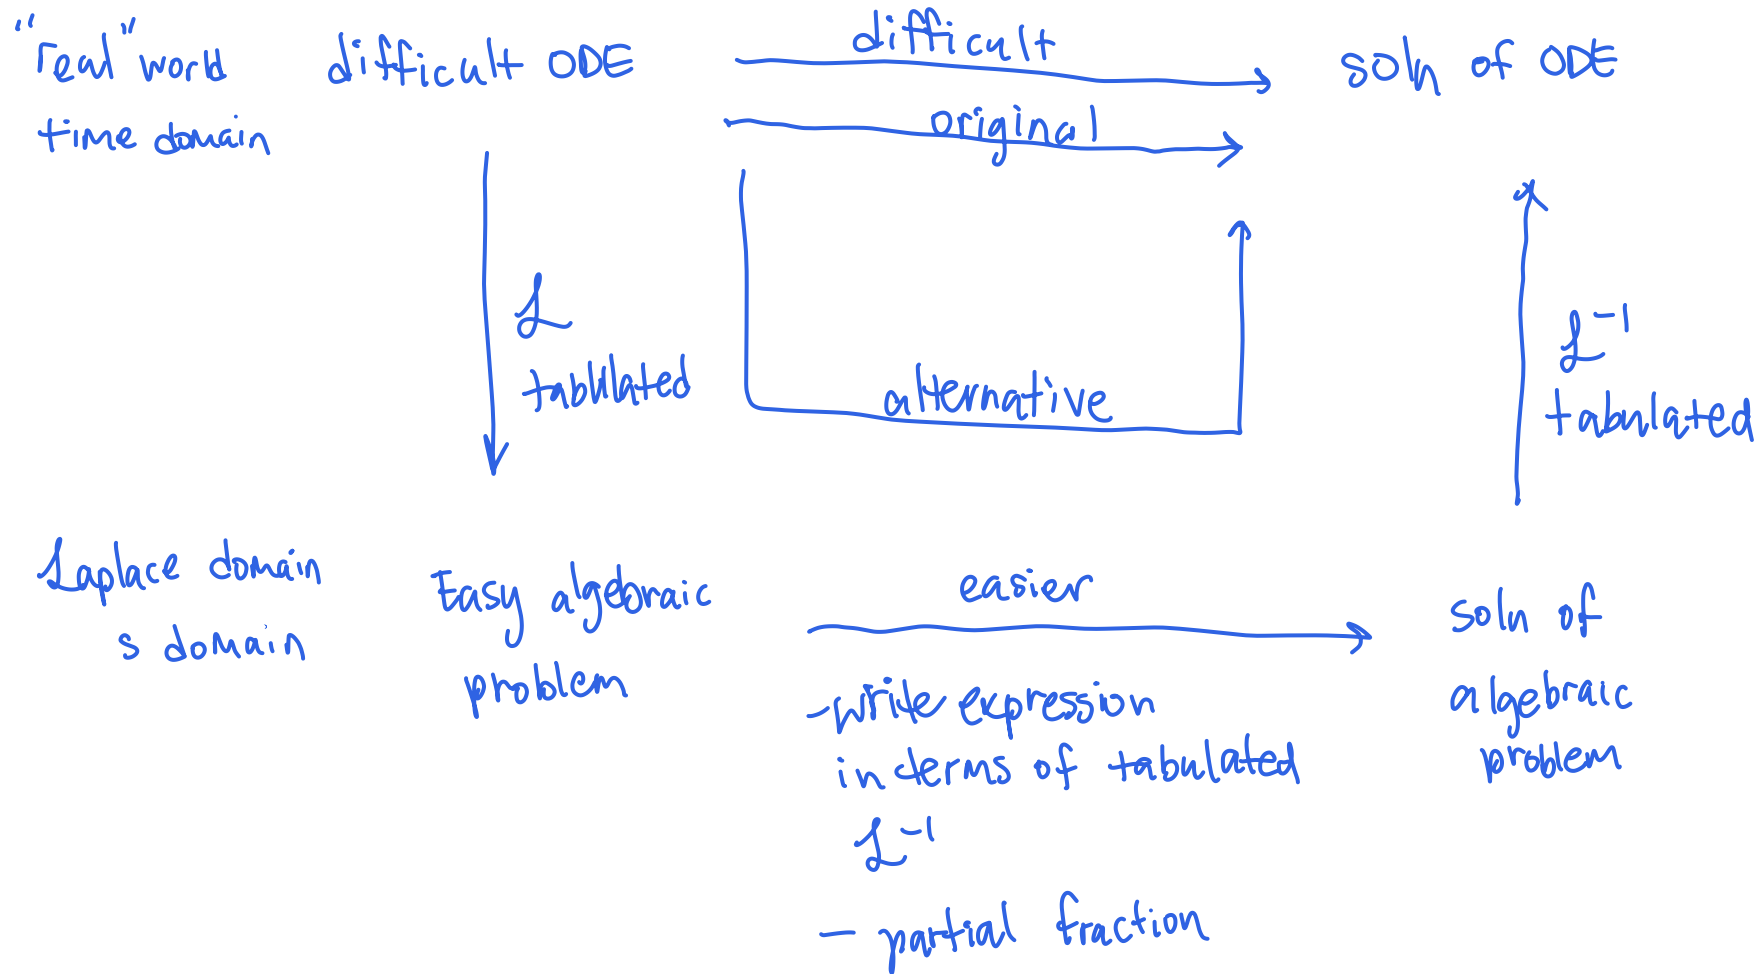 "real" world
time domain
difficult ODE
difficult
original
soln of ODE
ℒ
tabulated
alternative
ℒ⁻¹
tabulated
Laplace domain
s domain
Easy algebraic
problem
easier
- write expression
in terms of tabulated
ℒ⁻¹
- partial fraction
soln of
algebraic
problem